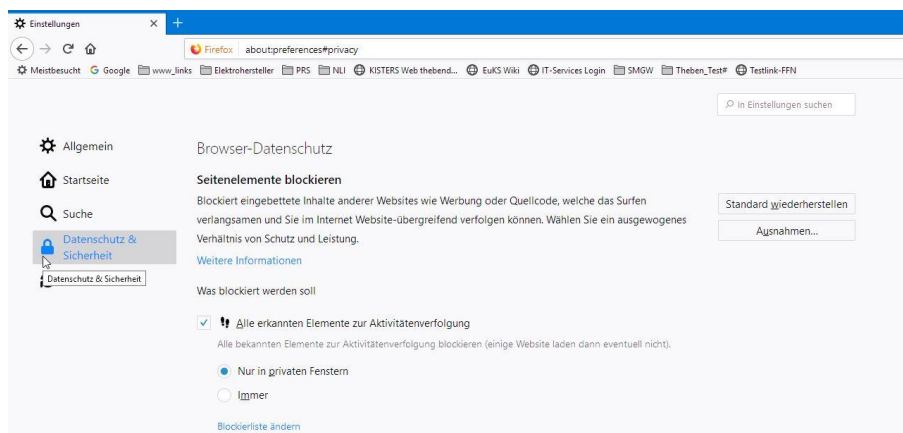 Einstellungen
Firefox about:preferences#privacy
Meistbesucht Google www_links Elektrohersteller PRS NLI KISTERS Web thebend... EuKS Wiki IT-Services Login SMGW Theben_Test# Testlink-FFN
In Einstellungen suchen
Allgemein
Startseite
Suche
Datenschutz & Sicherheit
Datenschutz & Sicherheit
Browser-Datenschutz
Seitenelemente blockieren
Blockiert eingebettete Inhalte anderer Websites wie Werbung oder Quellcode, welche das Surfen
verlangsamen und Sie im Internet Website-übergreifend verfolgen können. Wählen Sie ein ausgewogenes
Verhältnis von Schutz und Leistung.
Weitere Informationen
Standard wiederherstellen
Ausnahmen...
Was blockiert werden soll
Alle erkannten Elemente zur Aktivitätenverfolgung
Alle bekannten Elemente zur Aktivitätenverfolgung blockieren (einige Website laden dann eventuell nicht).
Nur in privaten Fenstern
Immer
Blockierliste ändern